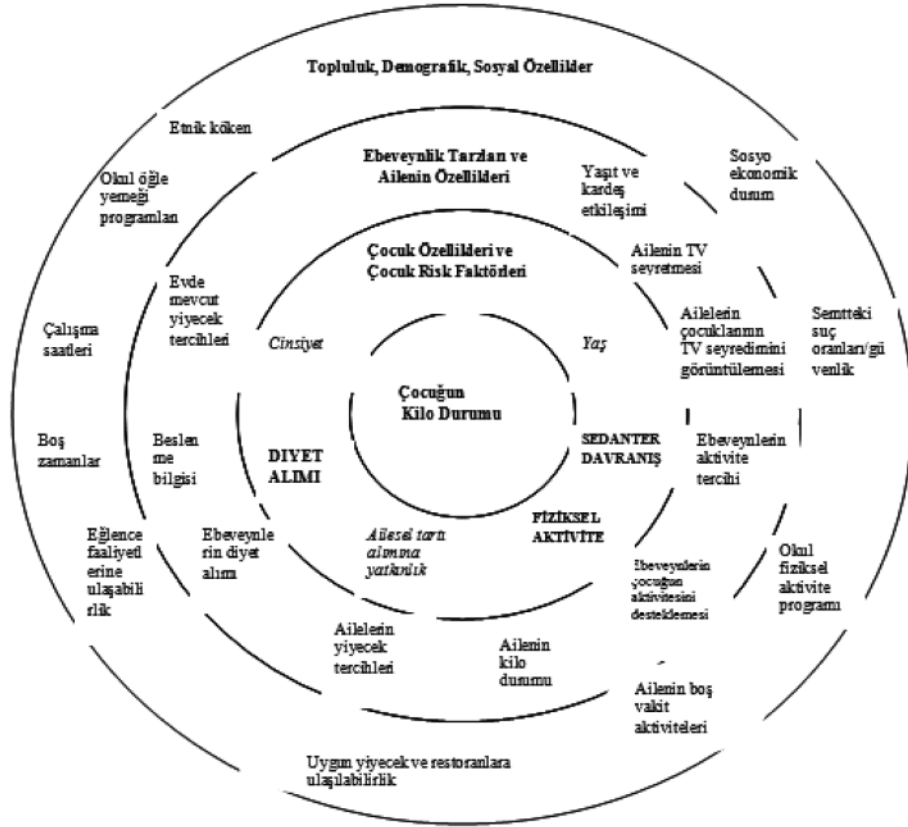 Topluluk, Demografik, Sosyal Özellikler
Etnik köken
Okul öğle
yemeği
programları
Çalışma
saatleri
Boş
zamanlar
Eğlence
faaliyetl
erine
ulaşabili
rlik
Uygun yiyecek ve restoranlara
ulaşılabilirlik
Sosyo
ekonomik
durum
Semtteki
suç
oranları/gü
venlik
Okul
fiziksel
aktivite
programı
Ailenin boş
vakit
aktiviteleri
Ebeveynlik Tarzları ve
Ailenin Özellikleri
Yaşıt ve
kardeş
etkileşimi
Ailenin TV
seyretmesi
Ailelerin
çocuklarının
TV seyredimini
görüntülemesi
Ebeveynlerin
aktivite
tercihi
Ebeveynlerin
çocuğun
aktivitesini
desteklemesi
Ailenin
kilo
durumu
Ailelerin
yiyecek
tercihleri
Ebeveynle
rin diyet
alımı
Beslen
me
bilgisi
Evde
mevcut
yiyecek
tercihleri
Çocuk Özellikleri ve
Çocuk Risk Faktörleri
Cinsiyet
Yaş
DIYET
ALIMI
SEDANTER
DAVRANIŞ
FİZİKSEL
AKTİVİTE
Ailesel tartı
alımına
yatkınlık
Çocuğun
Kilo Durumu